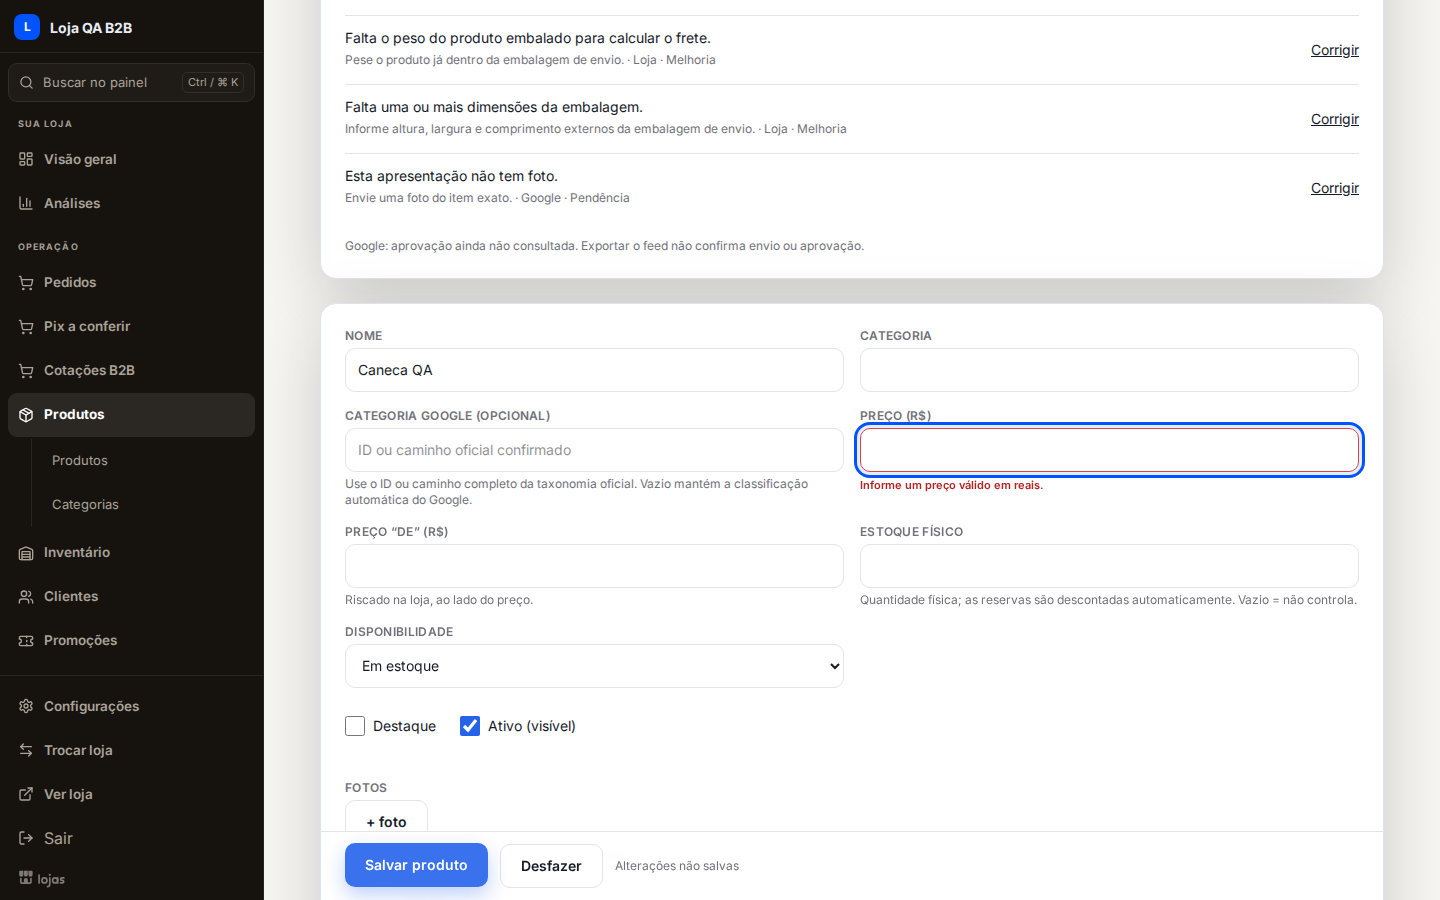 L Loja QA B2B
Buscar no painel Ctrl / ⌘ K
SUA LOJA
Visão geral
Análises
OPERAÇÃO
Pedidos
Pix a conferir
Cotações B2B
Produtos
Produtos
Categorias
Inventário
Clientes
Promoções
Configurações
Trocar loja
Ver loja
Sair
lojas
Falta o peso do produto embalado para calcular o frete.
Pese o produto já dentro da embalagem de envio. · Loja · Melhoria
Corrigir
Falta uma ou mais dimensões da embalagem.
Informe altura, largura e comprimento externos da embalagem de envio. · Loja · Melhoria
Corrigir
Esta apresentação não tem foto.
Envie uma foto do item exato. · Google · Pendência
Corrigir
Google: aprovação ainda não consultada. Exportar o feed não confirma envio ou aprovação.
NOME
Caneca QA
CATEGORIA
CATEGORIA GOOGLE (OPCIONAL)
ID ou caminho oficial confirmado
Use o ID ou caminho completo da taxonomia oficial. Vazio mantém a classificação
automática do Google.
PREÇO (R$)
Informe um preço válido em reais.
PREÇO “DE” (R$)
Riscado na loja, ao lado do preço.
ESTOQUE FÍSICO
Quantidade física; as reservas são descontadas automaticamente. Vazio = não controla.
DISPONIBILIDADE
Em estoque
Destaque
Ativo (visível)
FOTOS
+ foto
Salvar produto
Desfazer
Alterações não salvas